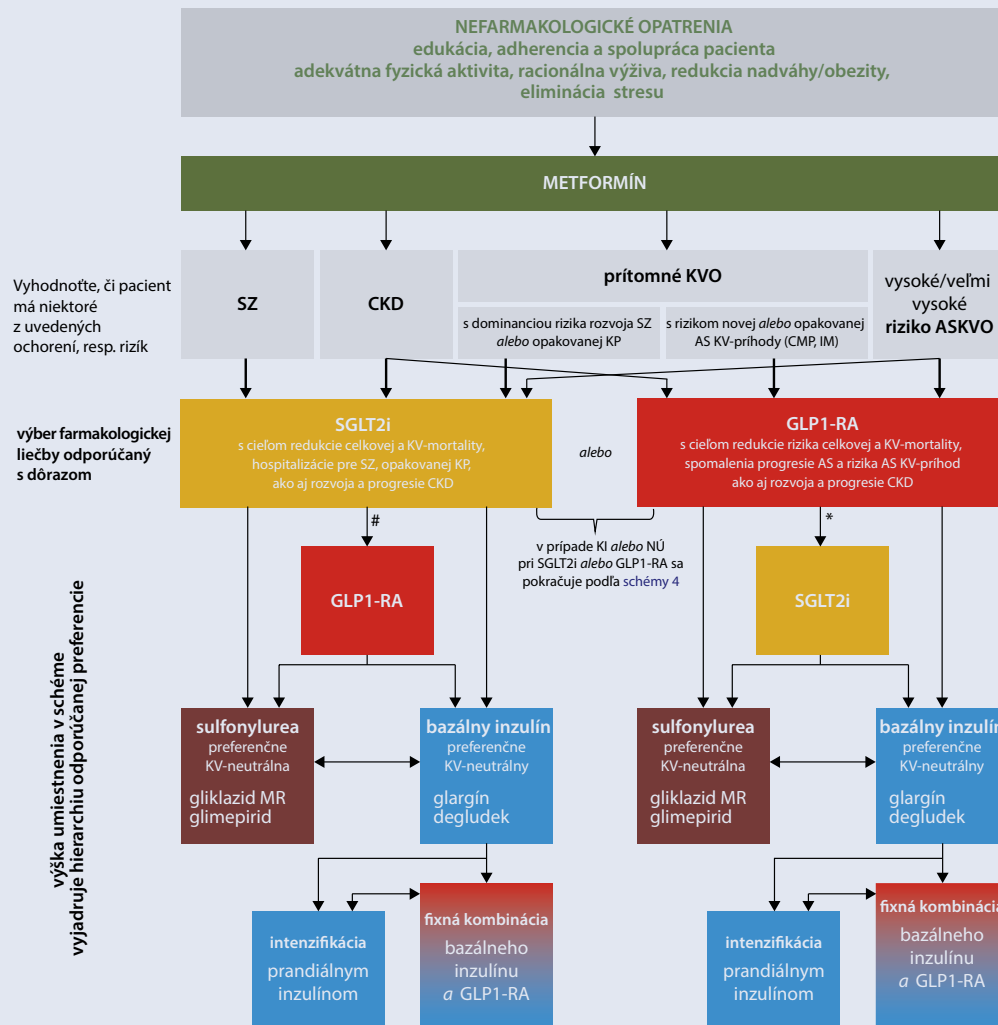 NEFARMAKOLOGICKÉ OPATRENIA
edukácia, adherencia a spolupráca pacienta
adekvátna fyzická aktivita, racionálna výživa, redukcia nadváhy/obezity,
eliminácia stresu
METFORMÍN
Vyhodnoťte, či pacient
má niektoré
z uvedených
ochorení, resp. rizík
SZ
CKD
prítomné KVO
s dominanciou rizika rozvoja SZ
alebo opakovanej KP
s rizikom novej alebo opakovanej
AS KV-príhody (CMP, IM)
vysoké/veľmi
vysoké
riziko ASKVO
výber farmakologickej
liečby odporúčaný
s dôrazom
SGLT2i
s cieľom redukcie celkovej a KV-mortality,
hospitalizácie pre SZ, opakovanej KP,
ako aj rozvoja a progresie CKD
alebo
GLP1-RA
s cieľom redukcie rizika celkovej a KV-mortality,
spomalenia progresie AS a rizika AS KV-príhod
ako aj rozvoja a progresie CKD
#
*
v prípade KI alebo NÚ
pri SGLT2i alebo GLP1-RA sa
pokračuje podľa schémy 4
GLP1-RA
SGLT2i
výška umiestnenia v schéme
vyjadruje hierarchiu odporúčanej preferencie
sulfonylurea
preferenčne
KV-neutrálna
gliklazid MR
glimepirid
bazálny inzulín
preferenčne
KV-neutrálny
glargín
degludek
sulfonylurea
preferenčne
KV-neutrálna
gliklazid MR
glimepirid
bazálny inzulín
preferenčne
KV-neutrálny
glargín
degludek
intenzifikácia
prandiálnym
inzulínom
fixná kombinácia
bazálneho
inzulínu
a GLP1-RA
intenzifikácia
prandiálnym
inzulínom
fixná kombinácia
bazálneho
inzulínu
a GLP1-RA